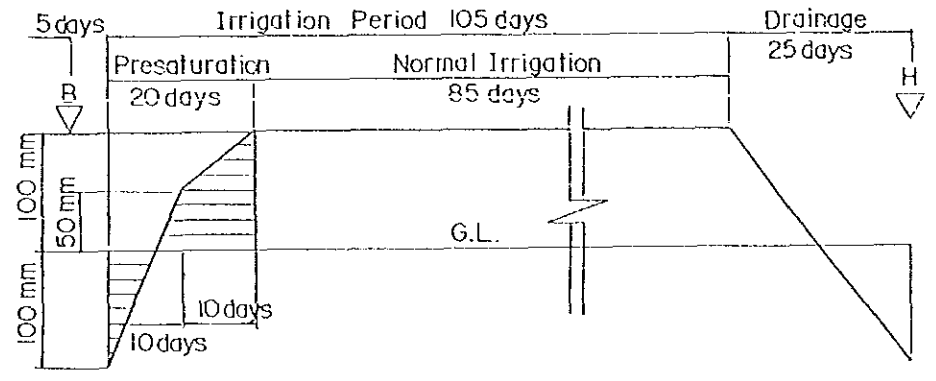 5 days
Irrigation Period 105 days
Drainage
25 days
Presaturation
20 days
Normal Irrigation
85 days
B
H
100 mm
50 mm
G.L.
100 mm
10 days
10 days